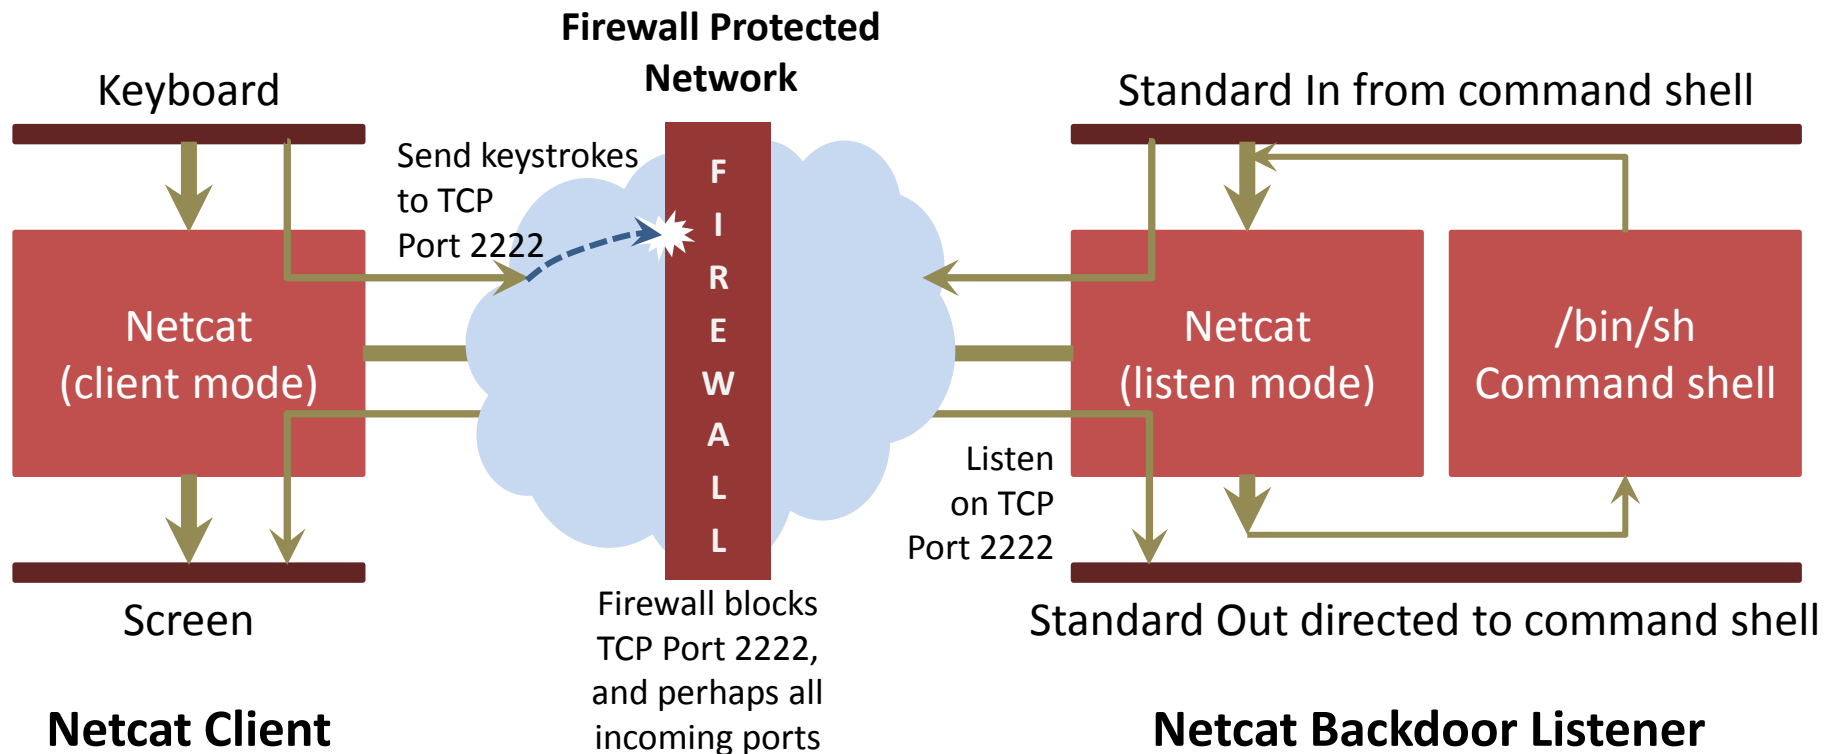 Firewall Protected
Network
Keyboard
Standard In from command shell
Send keystrokes
to TCP
Port 2222
F
I
R
E
W
A
L
L
Netcat
(client mode)
Netcat
(listen mode)
/bin/sh
Command shell
Listen
on TCP
Port 2222
Screen
Firewall blocks
TCP Port 2222,
and perhaps all
incoming ports
Standard Out directed to command shell
Netcat Client
Netcat Backdoor Listener